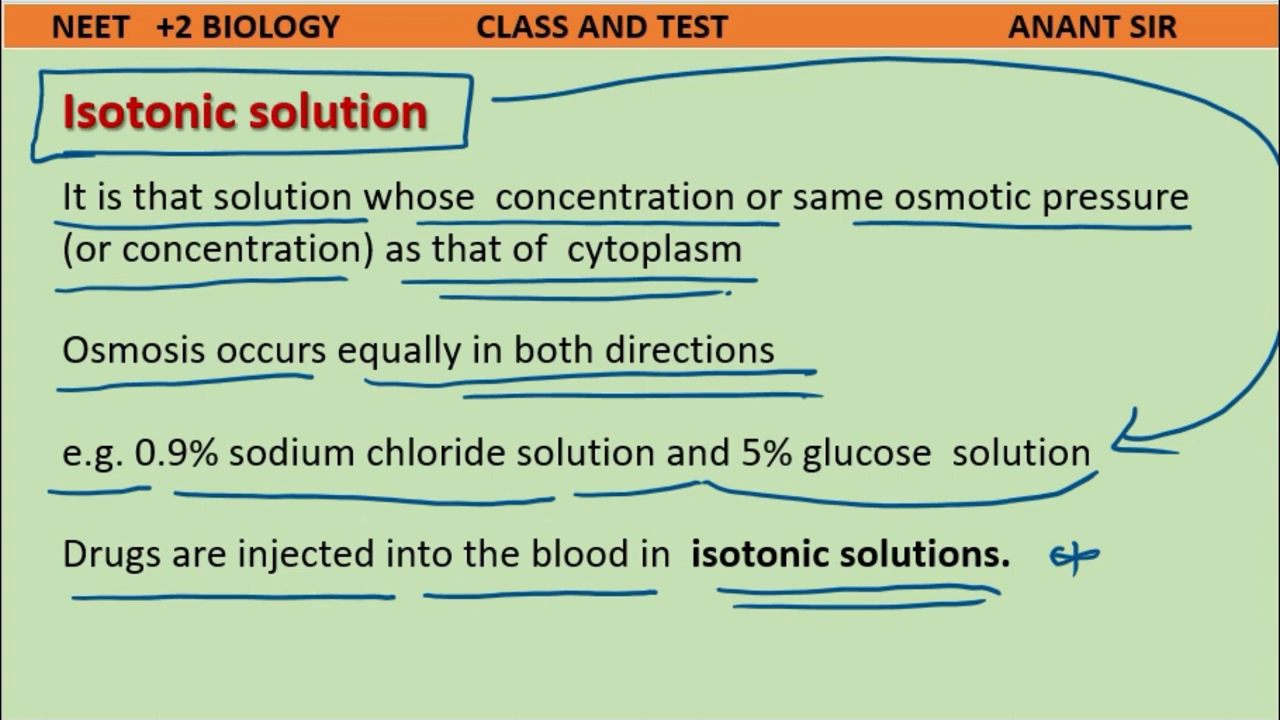 NEET +2 BIOLOGY CLASS AND TEST ANANT SIR
Isotonic solution
It is that solution whose concentration or same osmotic pressure
(or concentration) as that of cytoplasm
Osmosis occurs equally in both directions
e.g. 0.9% sodium chloride solution and 5% glucose solution
Drugs are injected into the blood in isotonic solutions.